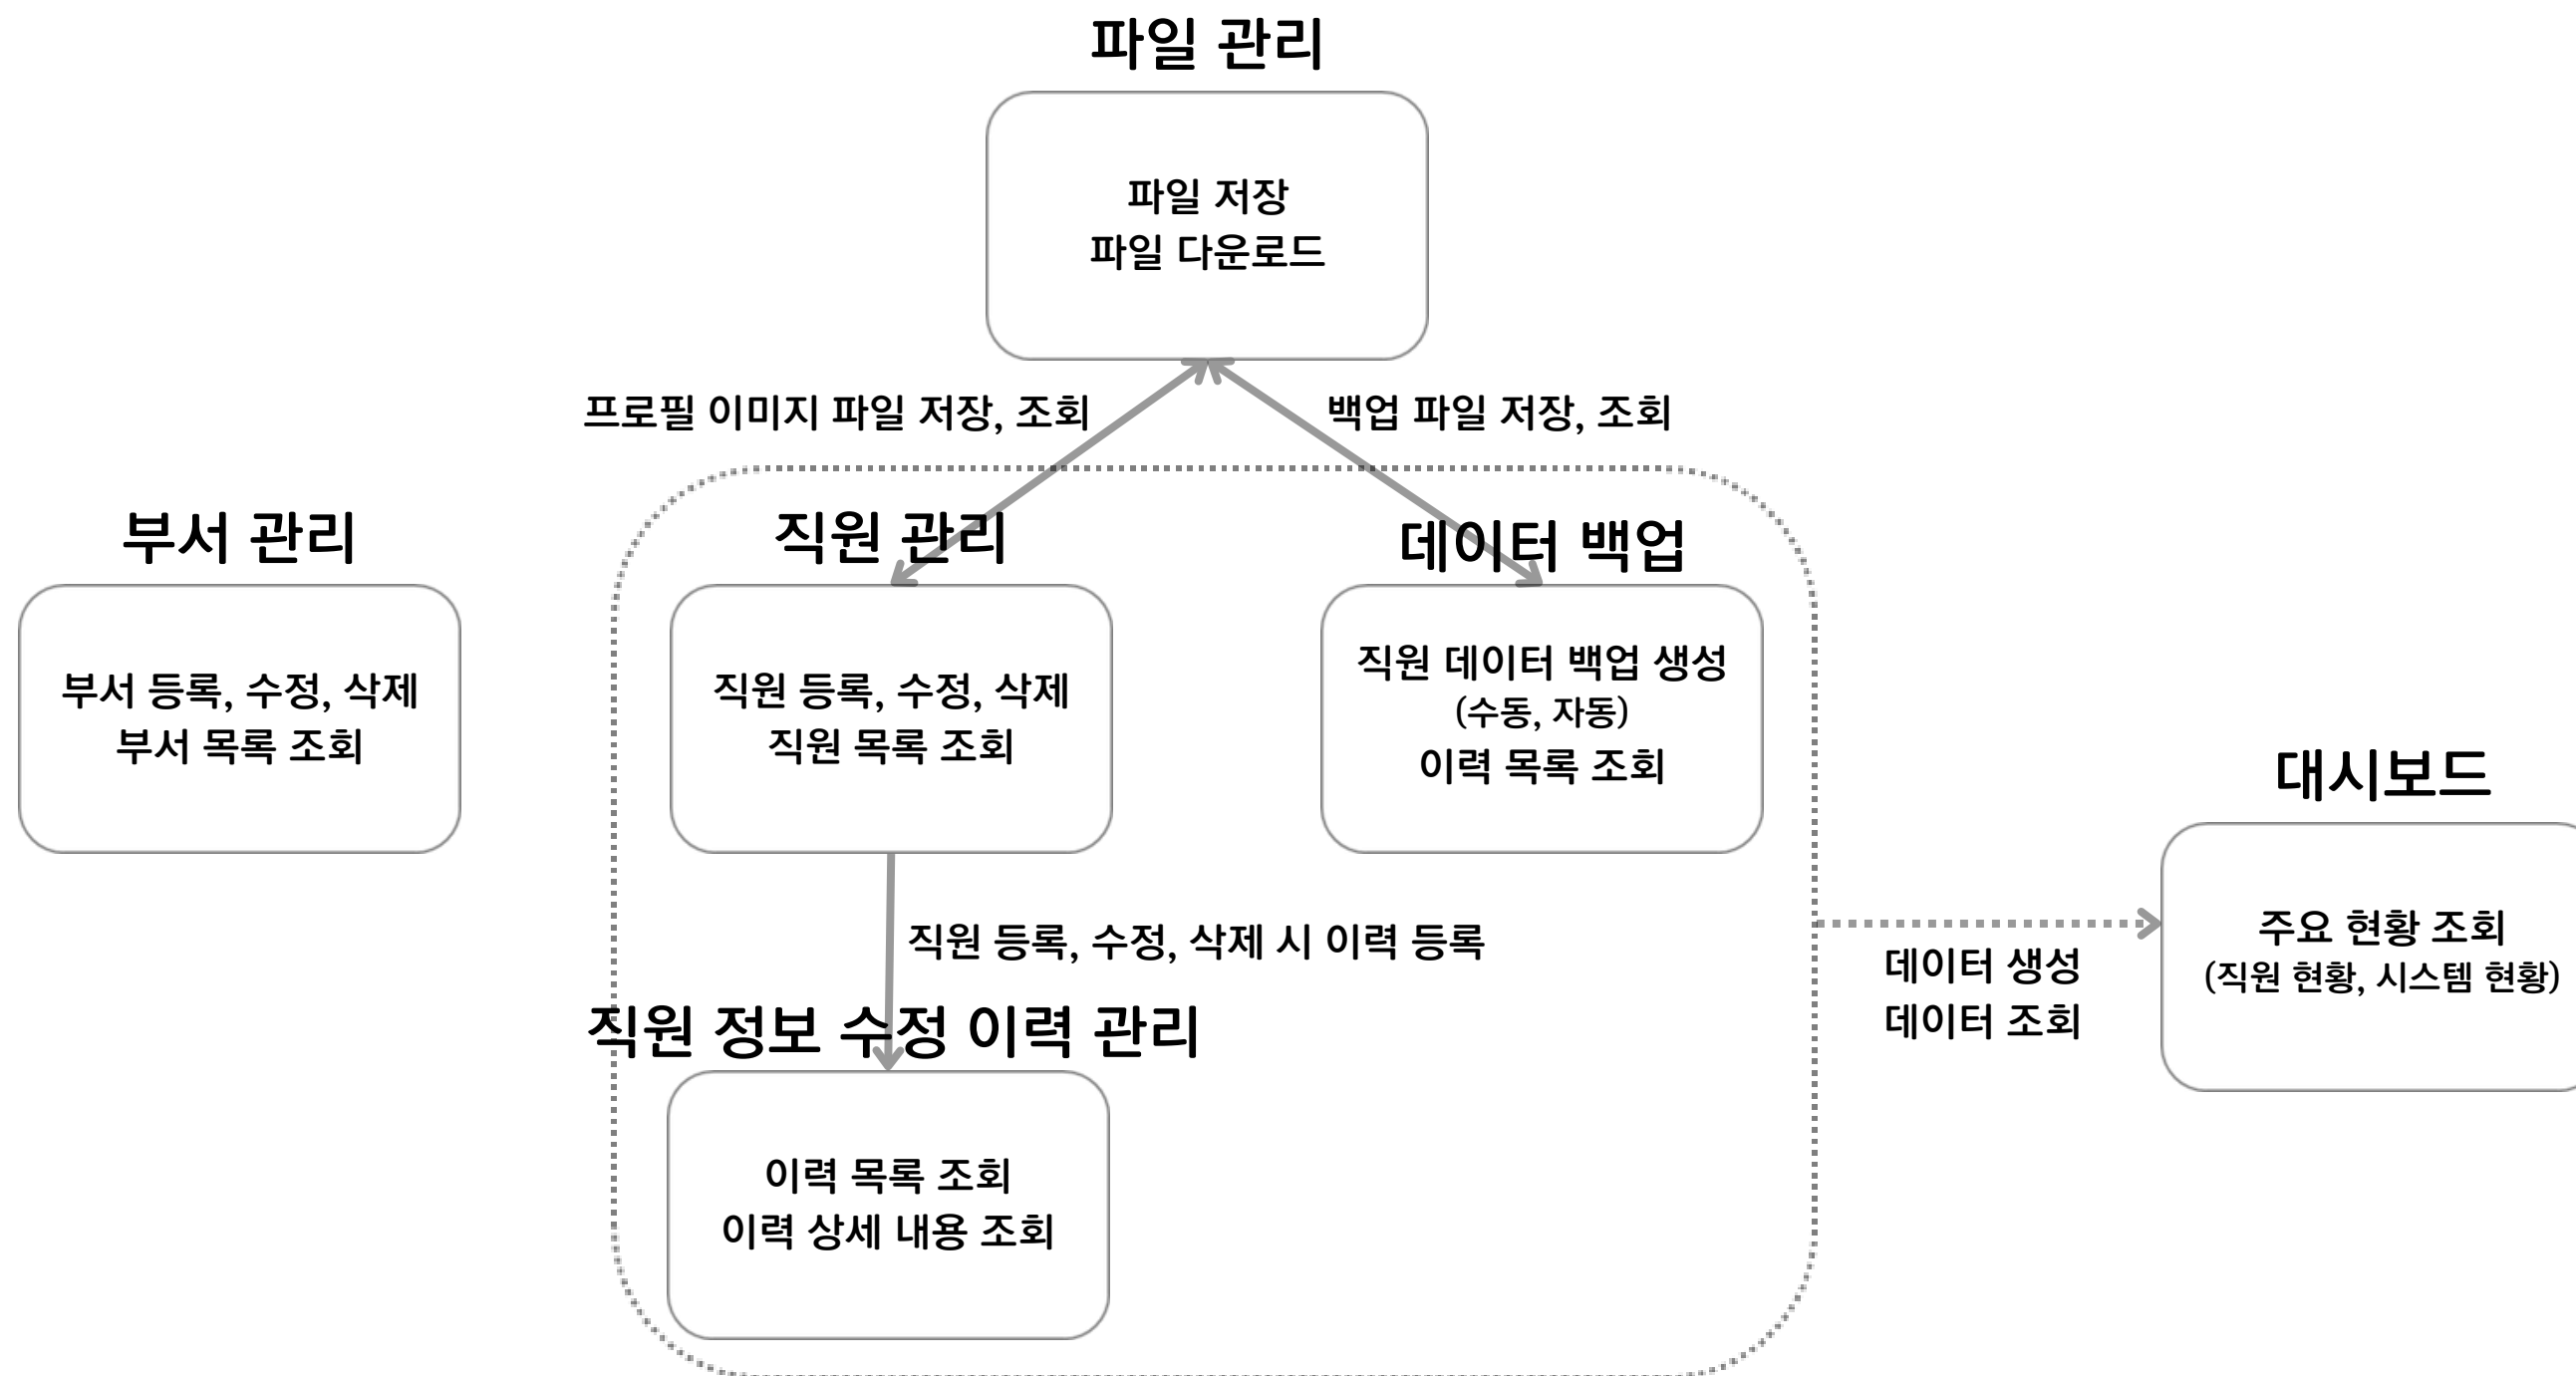 파일 관리
파일 저장
파일 다운로드
프로필 이미지 파일 저장, 조회
백업 파일 저장, 조회
부서 관리
부서 등록, 수정, 삭제
부서 목록 조회
직원 관리
직원 등록, 수정, 삭제
직원 목록 조회
데이터 백업
직원 데이터 백업 생성
(수동, 자동)
이력 목록 조회
직원 등록, 수정, 삭제 시 이력 등록
직원 정보 수정 이력 관리
이력 목록 조회
이력 상세 내용 조회
데이터 생성
데이터 조회
대시보드
주요 현황 조회
(직원 현황, 시스템 현황)